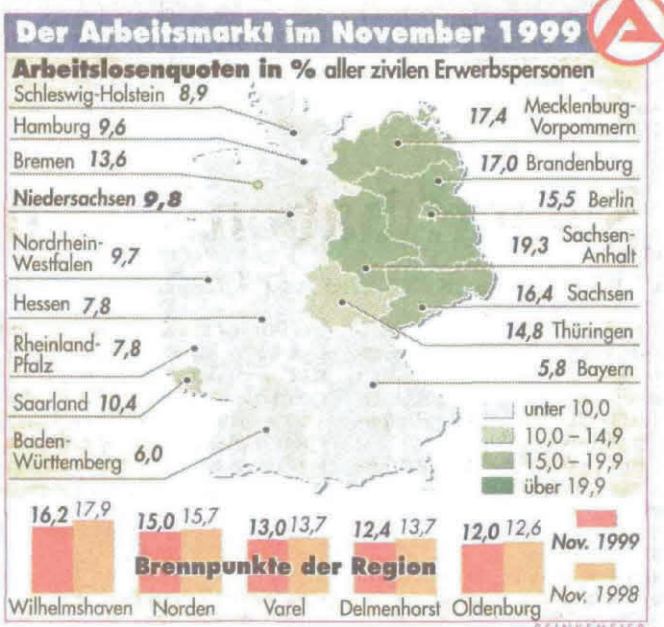 Der Arbeitsmarkt im November 1999
Arbeitslosenquoten in % aller zivilen Erwerbspersonen
Schleswig-Holstein 8,9
Hamburg 9,6
Bremen 13,6
Niedersachsen 9,8
Nordrhein-
Westfalen 9,7
Hessen 7,8
Rheinland-
Pfalz 7,8
Saarland 10,4
Baden-
Württemberg 6,0
17,4 Mecklenburg-
Vorpommern
17,0 Brandenburg
15,5 Berlin
19,3 Sachsen-
Anhalt
16,4 Sachsen
14,8 Thüringen
5,8 Bayern
unter 10,0
10,0 – 14,9
15,0 – 19,9
über 19,9
16,2 17,9
15,0 15,7
13,0 13,7
12,4 13,7
12,0 12,6
Nov. 1999
Nov. 1998
Brennpunkte der Region
Wilhelmshaven Norden Varel Delmenhorst Oldenburg